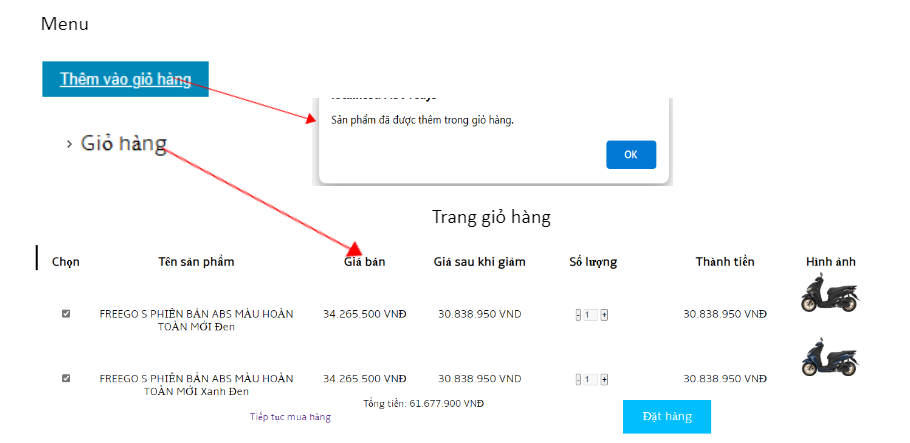 Menu
Thêm vào giỏ hàng
Sản phẩm đã được thêm trong giỏ hàng.
OK
› Giỏ hàng
Trang giỏ hàng
Chọn Tên sản phẩm Giá bán Giá sau khi giảm Số lượng Thành tiền Hình ảnh
FREEGO S PHIÊN BẢN ABS MÀU HOÀN 34.265.500 VNĐ 30.838.950 VND - 1 + 30.838.950 VNĐ
TOÀN MỚI Đen
FREEGO S PHIÊN BẢN ABS MÀU HOÀN 34.265.500 VNĐ 30.838.950 VND - 1 + 30.838.950 VNĐ
TOÀN MỚI Xanh Đen
Tổng tiền: 61.677.900 VNĐ
Tiếp tục mua hàng Đặt hàng